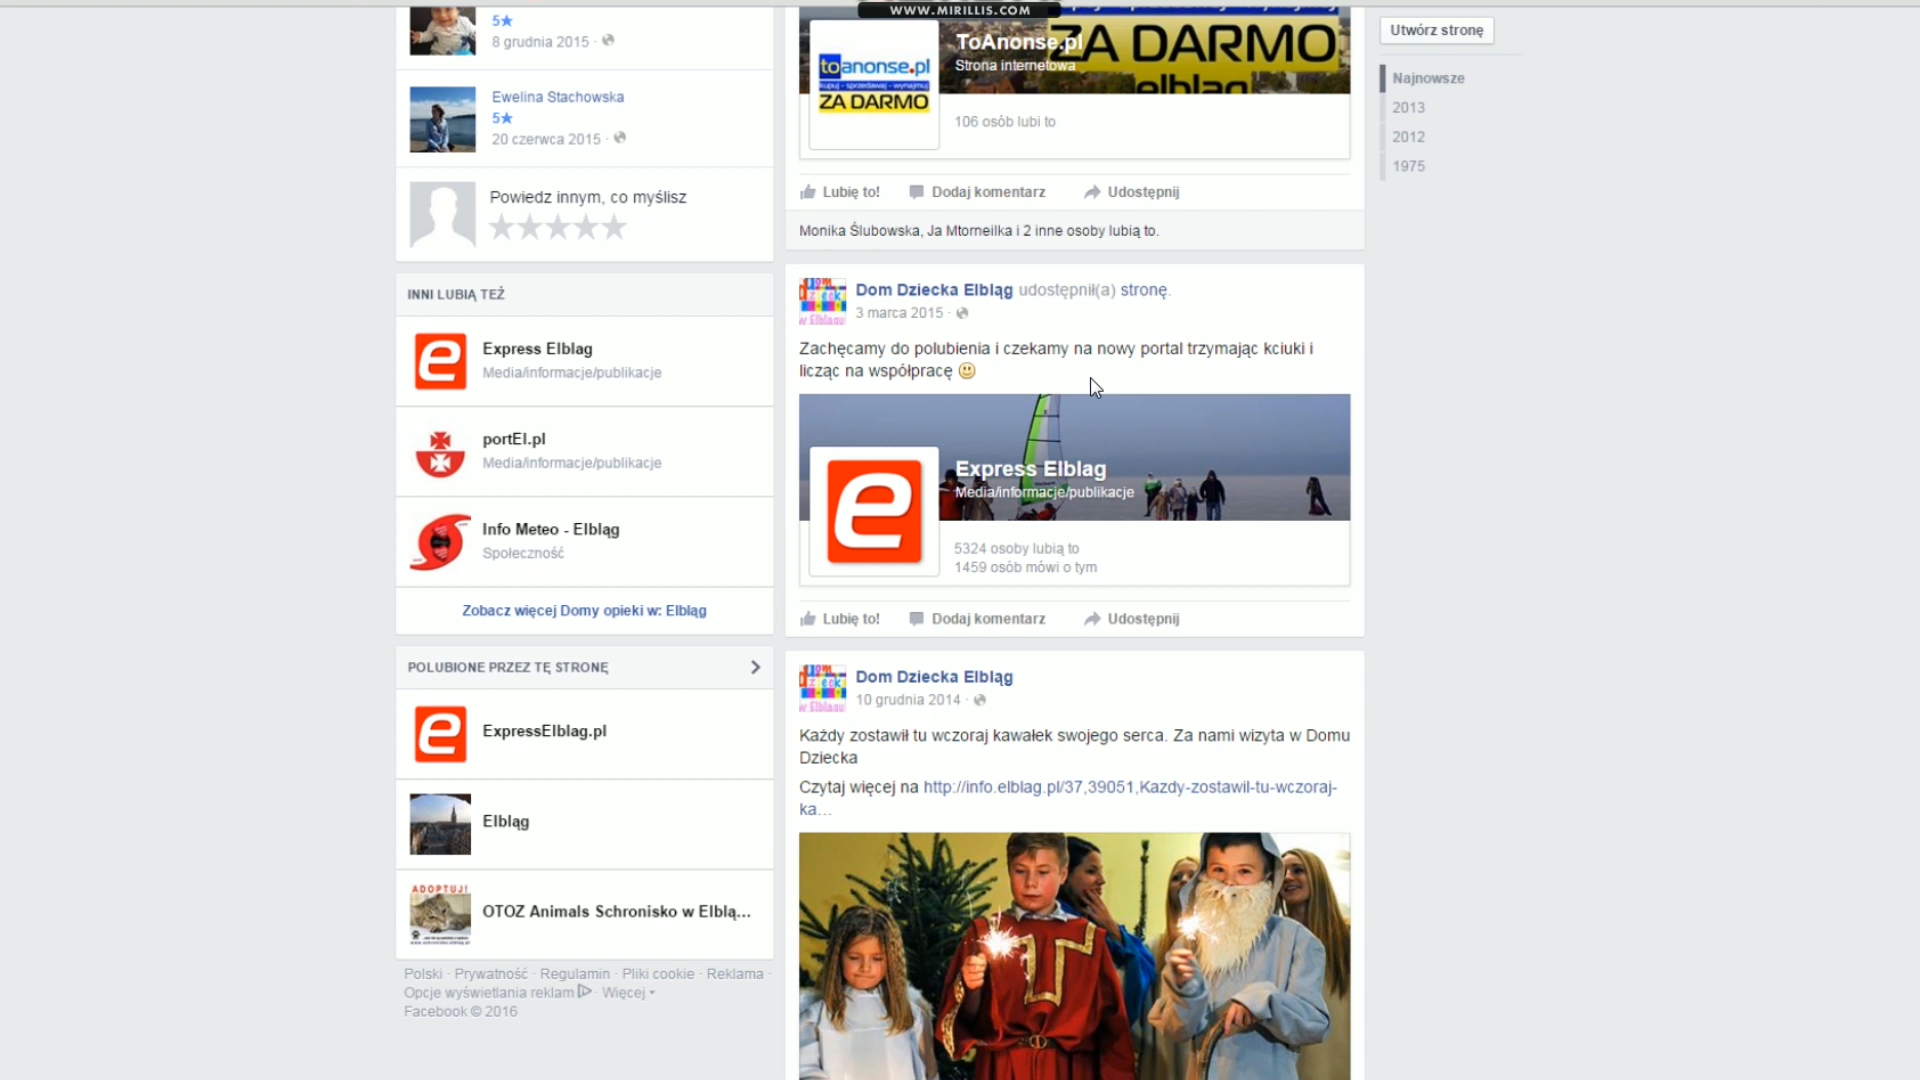 WWW.MIRILLIS.COM
5★
8 grudnia 2015 ·
Ewelina Stachowska
5★
20 czerwca 2015 ·
Powiedz innym, co myślisz
INNI LUBIĄ TEŻ
Express Elblag
Media/informacje/publikacje
portEl.pl
Media/informacje/publikacje
Info Meteo - Elbląg
Społeczność
Zobacz więcej Domy opieki w: Elbląg
POLUBIONE PRZEZ TĘ STRONĘ
ExpressElblag.pl
Elbląg
ADOPTUJ!
OTOZ Animals Schronisko w Elblą...
Polski · Prywatność · Regulamin · Pliki cookie · Reklama ·
Opcje wyświetlania reklam · Więcej
Facebook © 2016
ZA DARMO
elbląg
ToAnonse.pl
Strona internetowa
toanonse.pl
kupuj - sprzedawaj - wynajmuj
ZA DARMO
106 osób lubi to
Lubię to! Dodaj komentarz Udostępnij
Monika Ślubowska, Ja Mtorneilka i 2 inne osoby lubią to.
Dom Dziecka Elbląg udostępnił(a) stronę.
3 marca 2015 ·
Zachęcamy do polubienia i czekamy na nowy portal trzymając kciuki i
licząc na współpracę
Express Elblag
Media/informacje/publikacje
5324 osoby lubią to
1459 osób mówi o tym
Lubię to! Dodaj komentarz Udostępnij
Dom Dziecka Elbląg
10 grudnia 2014 ·
Każdy zostawił tu wczoraj kawałek swojego serca. Za nami wizyta w Domu
Dziecka
Czytaj więcej na http://info.elblag.pl/37,39051,Kazdy-zostawil-tu-wczoraj-
ka…
Utwórz stronę
Najnowsze
2013
2012
1975